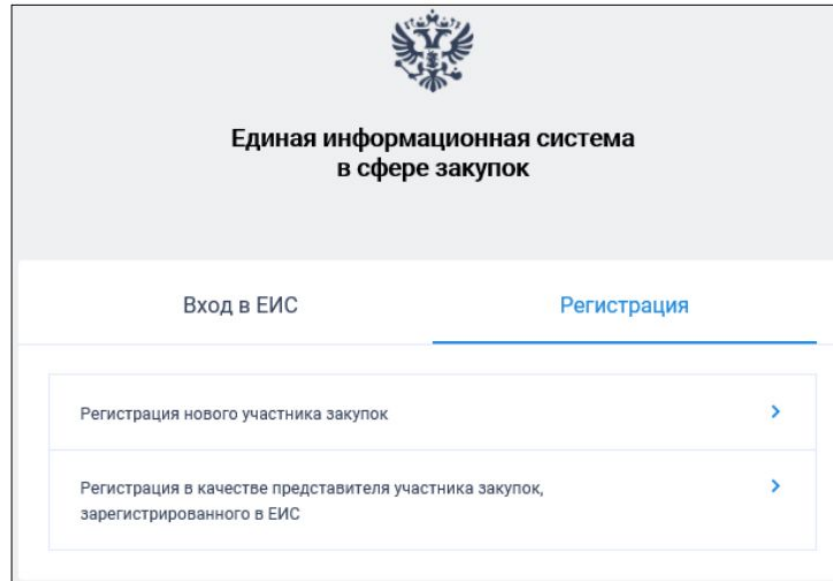 Единая информационная система
в сфере закупок
Вход в ЕИС
Регистрация
Регистрация нового участника закупок
Регистрация в качестве представителя участника закупок,
зарегистрированного в ЕИС